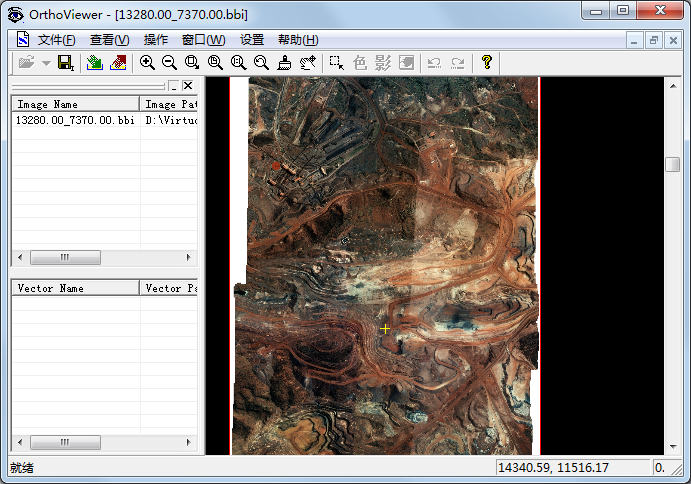 OrthoViewer - [13280.00_7370.00.bbi]
文件(F) 查看(V) 操作 窗口(W) 设置 帮助(H)
色 影
Image Name Image Pat
13280.00_7370.00.bbi D:\Virtuo
Vector Name Vector Pa
就绪 14340.59, 11516.17 0.